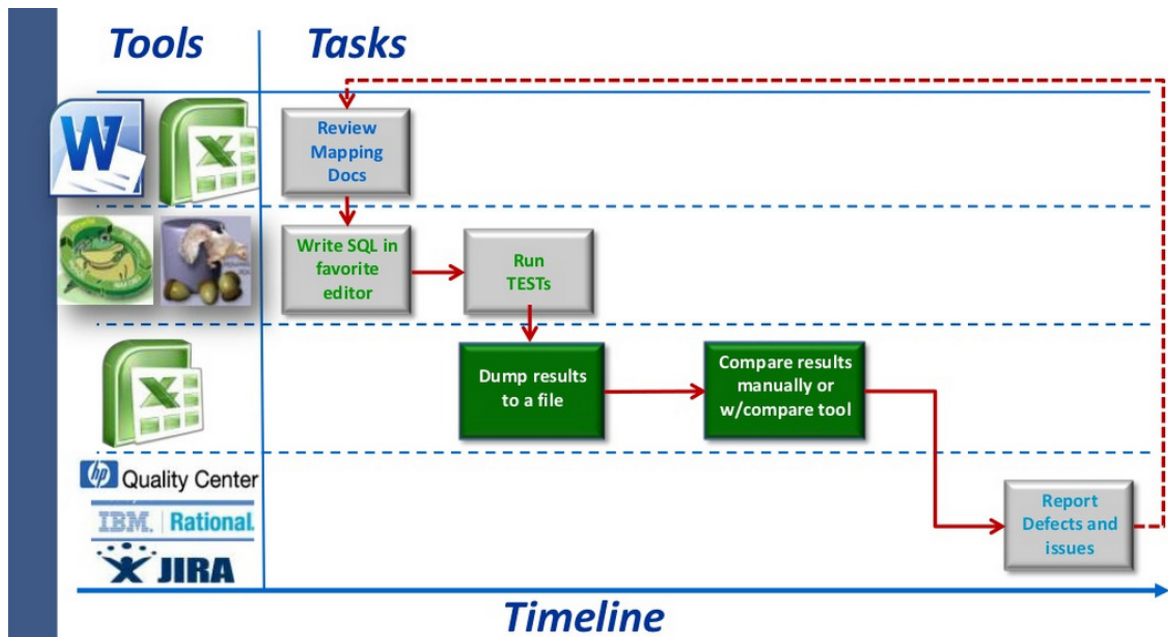 Tools
Tasks
W
X
Review
Mapping
Docs
Write SQL in
favorite
editor
Run
TESTs
X
Dump results
to a file
Compare results
manually or
w/compare tool
hp Quality Center
IBM. Rational.
JIRA
Report
Defects and
issues
Timeline